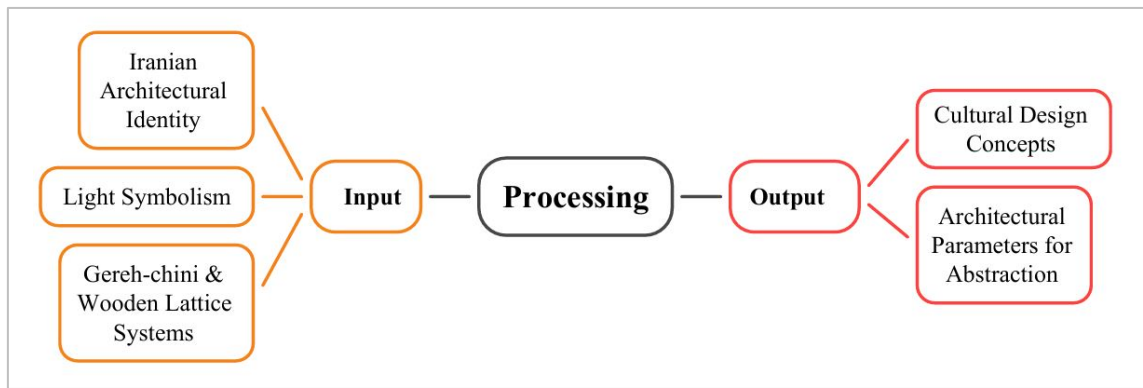 Iranian
Architectural
Identity
Light Symbolism
Gereh-chini &
Wooden Lattice
Systems
Input
Processing
Output
Cultural Design
Concepts
Architectural
Parameters for
Abstraction